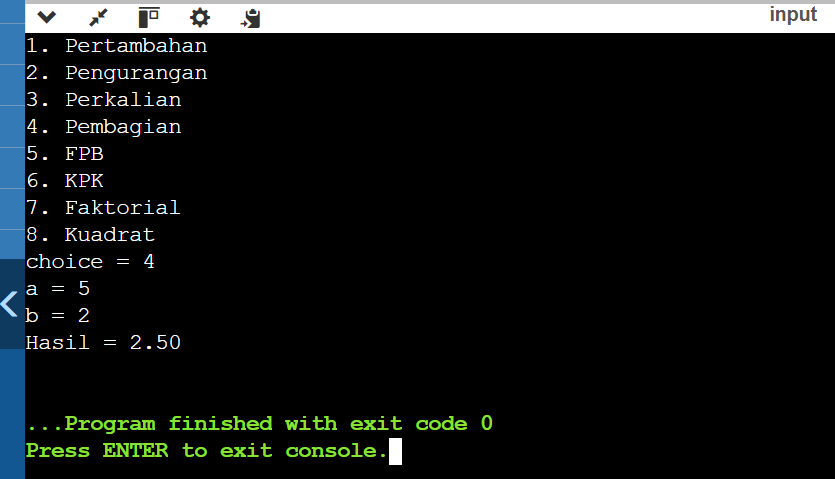 input
1. Pertambahan
2. Pengurangan
3. Perkalian
4. Pembagian
5. FPB
6. KPK
7. Faktorial
8. Kuadrat
choice = 4
a = 5
b = 2
Hasil = 2.50
...Program finished with exit code 0
Press ENTER to exit console.